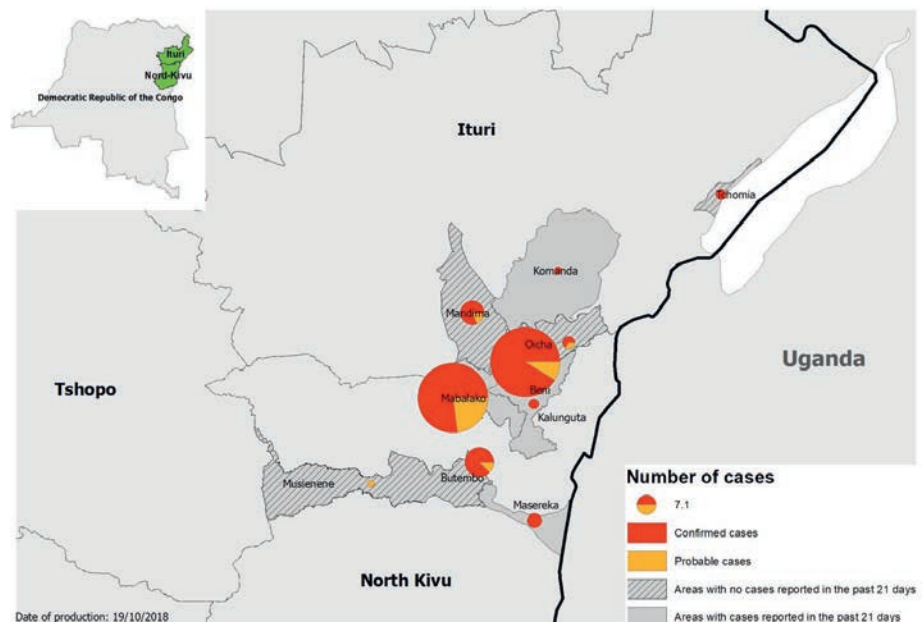 Ituri
Nord-Kivu
Democratic Republic of the Congo
Ituri
Tchomia
Komanda
Mandima
Oicha
Uganda
Tshopo
Beni
Mabalako
Kalunguta
Musienene
Butembo
Masereka
North Kivu
Number of cases
7.1
Confirmed cases
Probable cases
Areas with no cases reported in the past 21 days
Areas with cases reported in the past 21 days
Date of production: 19/10/2018